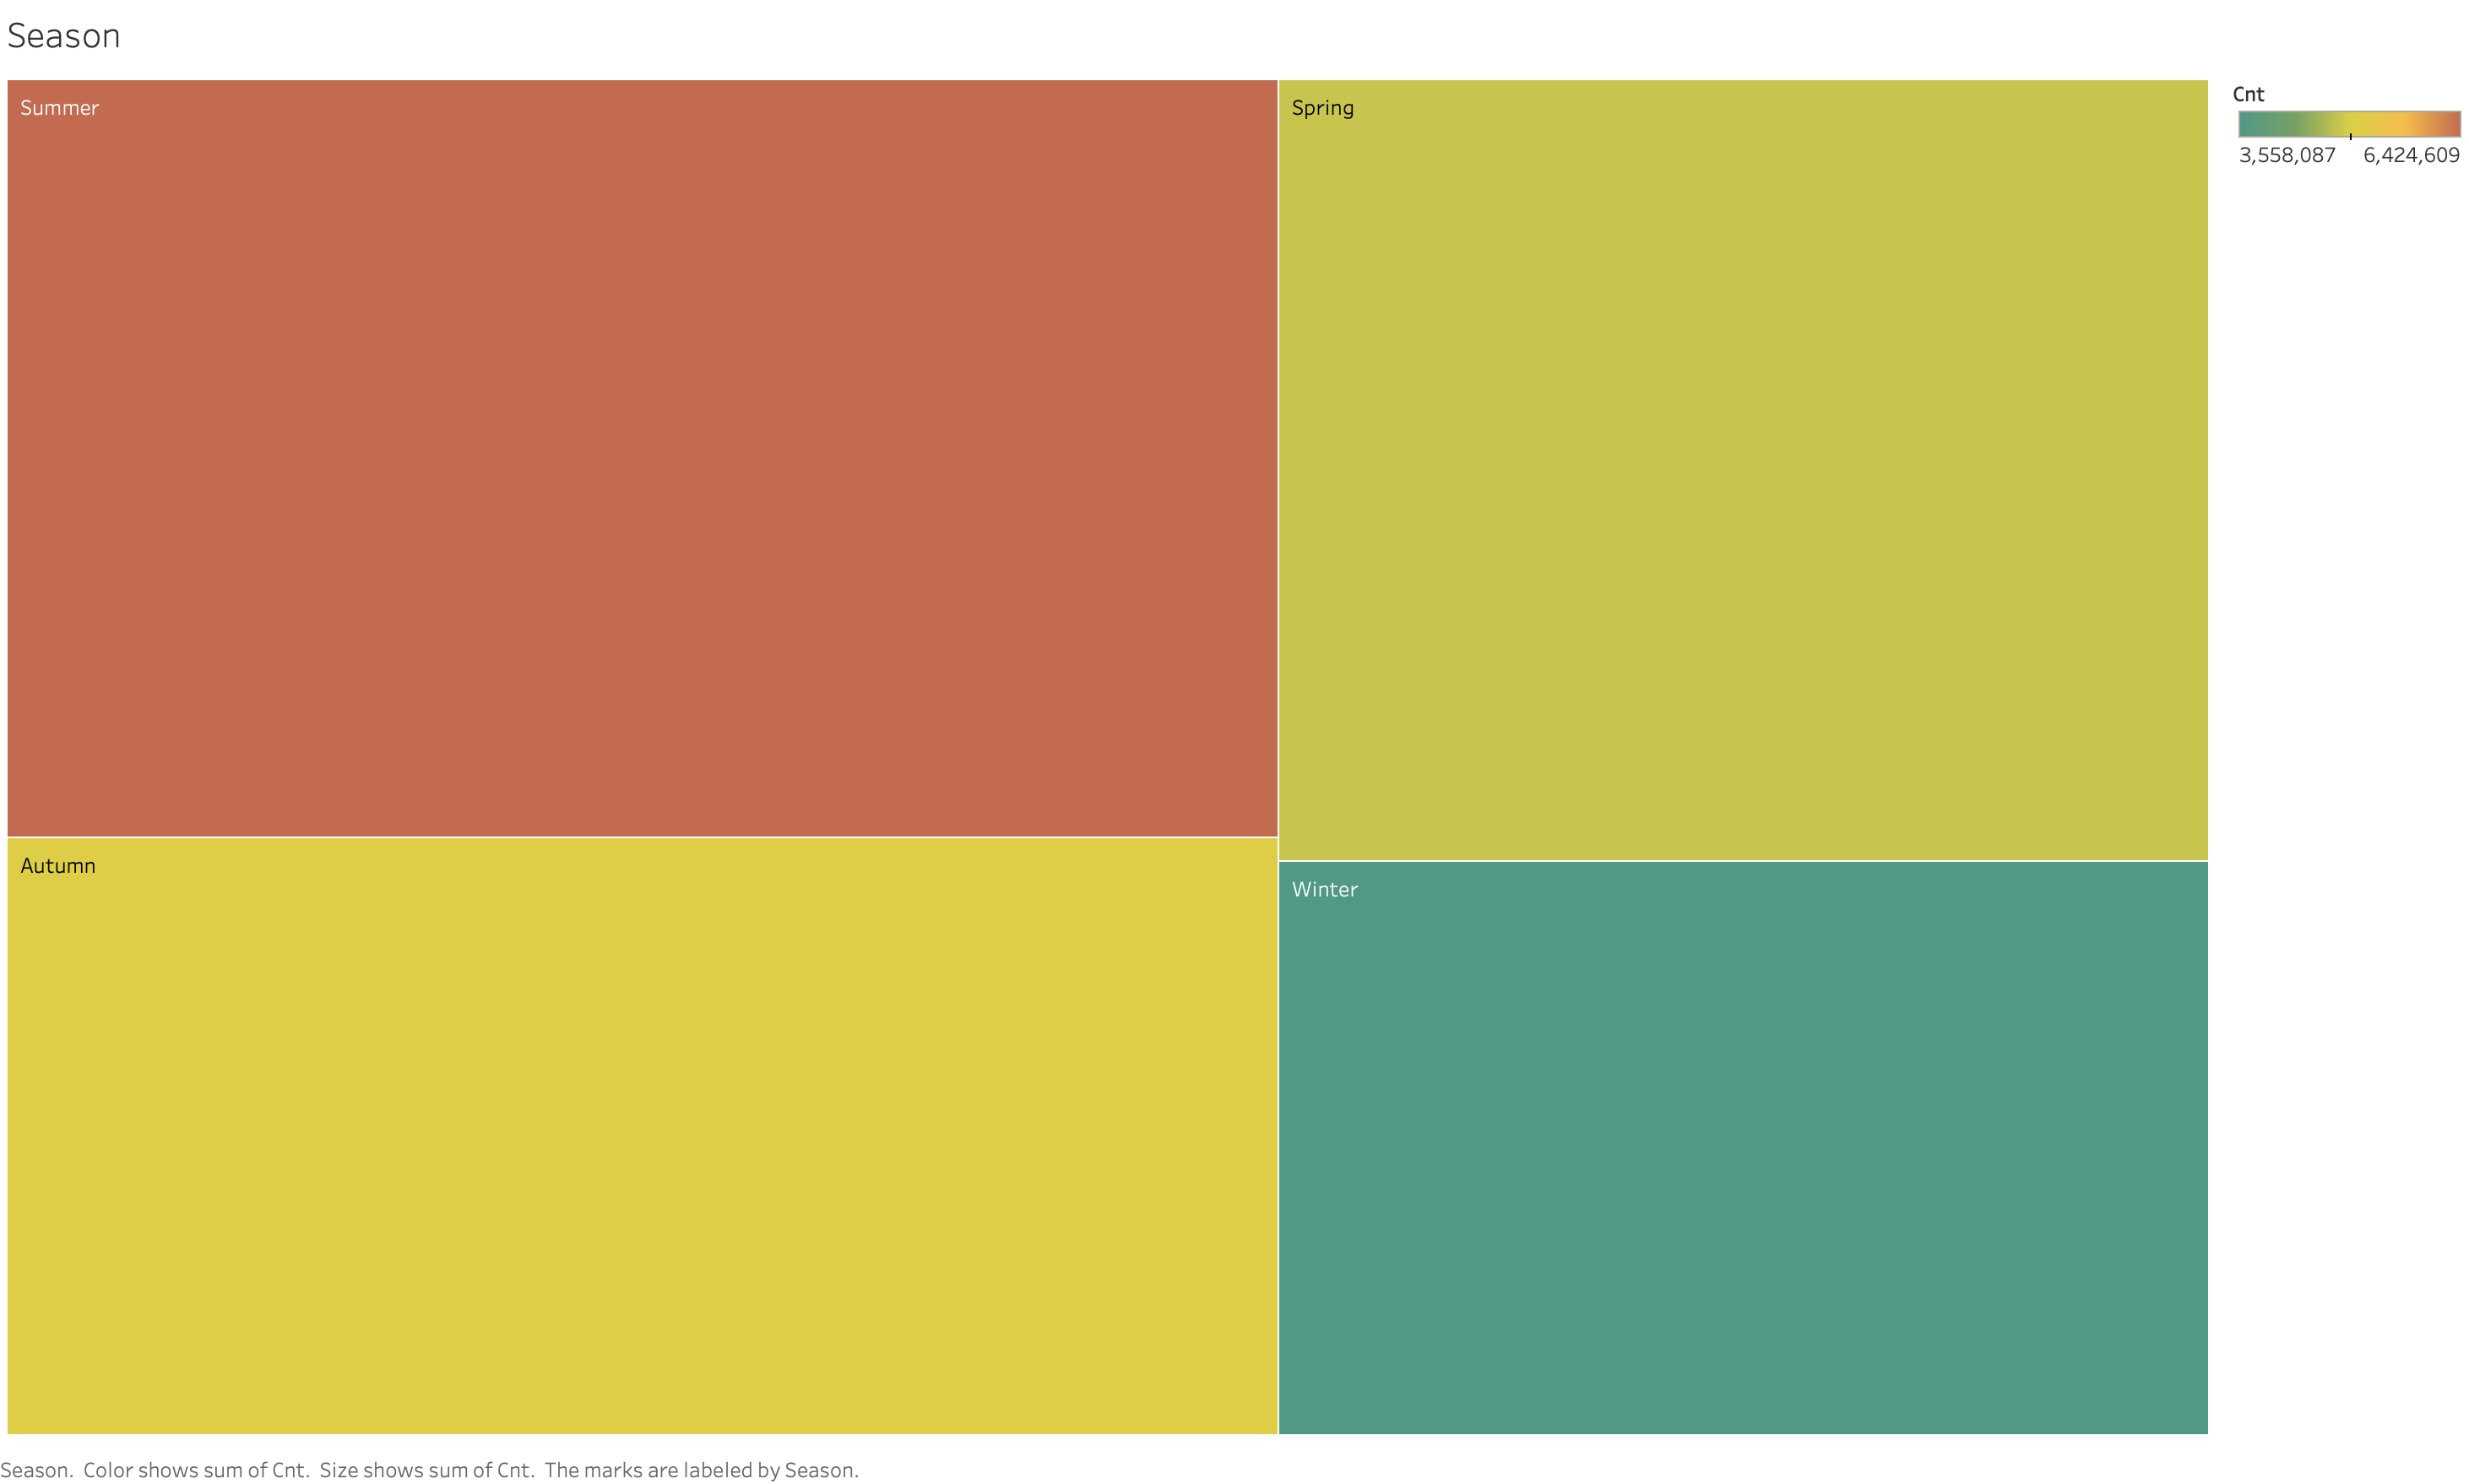 Season
Summer
Spring
Cnt
3,558,087 6,424,609
Autumn
Winter
Season. Color shows sum of Cnt. Size shows sum of Cnt. The marks are labeled by Season.